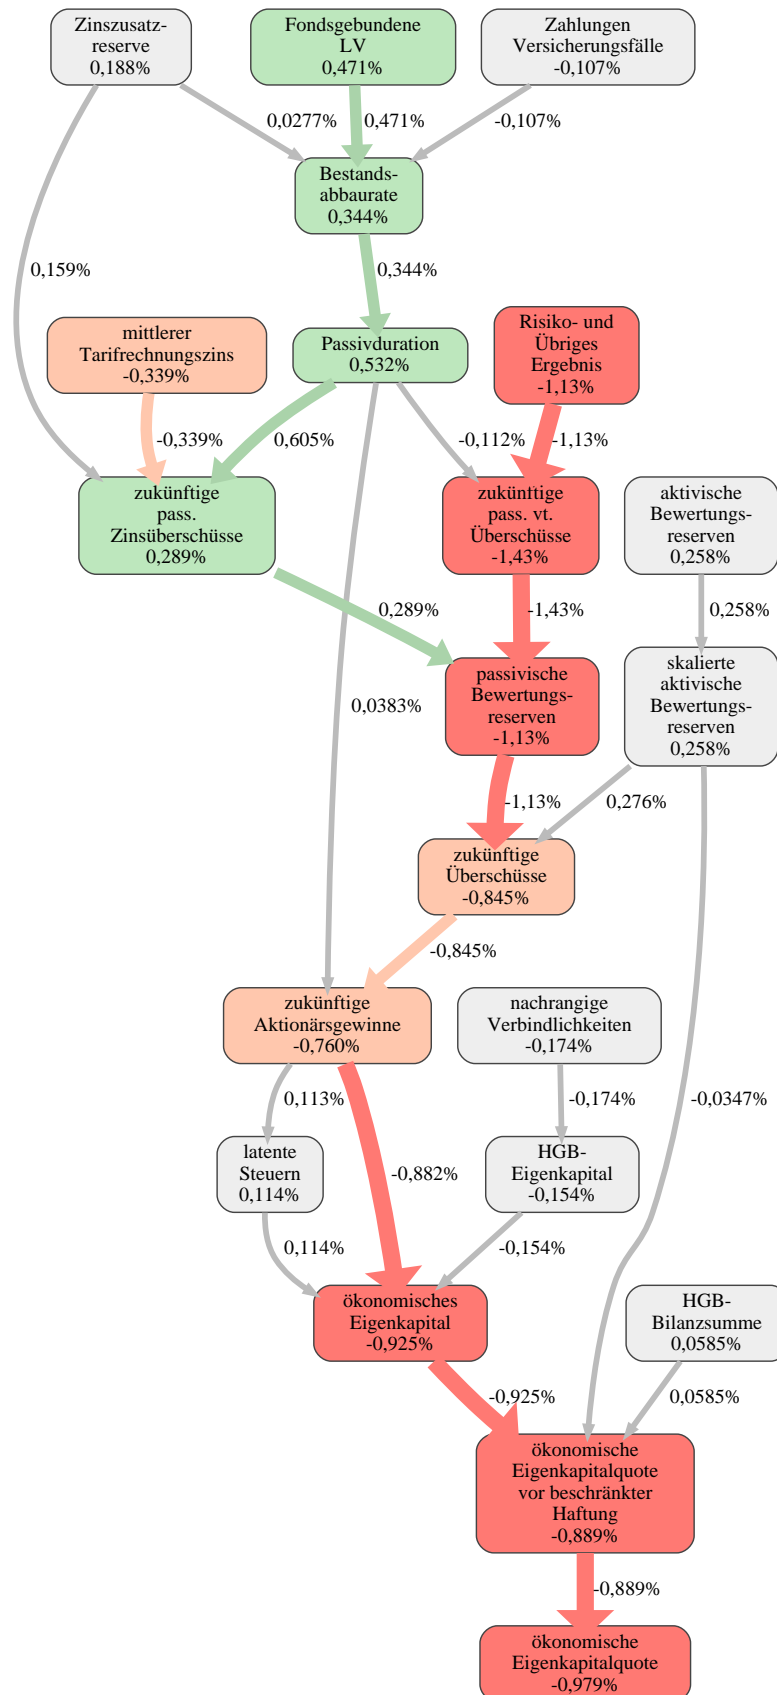 Zinszusatz-
reserve
0,188%
Fondsgebundene
LV
0,471%
Zahlungen
Versicherungsfälle
-0,107%
0,0277%
0,471%
-0,107%
Bestands-
abbaurate
0,344%
0,159%
0,344%
mittlerer
Tarifrechnungszins
-0,339%
Passivduration
0,532%
Risiko- und
Übriges
Ergebnis
-1,13%
-0,339%
0,605%
-0,112%
-1,13%
zukünftige
pass.
Zinsüberschüsse
0,289%
zukünftige
pass. vt.
Überschüsse
-1,43%
aktivische
Bewertungs-
reserven
0,258%
0,289%
-1,43%
0,258%
0,0383%
passivische
Bewertungs-
reserven
-1,13%
skalierte
aktivische
Bewertungs-
reserven
0,258%
-1,13%
0,276%
zukünftige
Überschüsse
-0,845%
-0,845%
zukünftige
Aktionärsgewinne
-0,760%
nachrangige
Verbindlichkeiten
-0,174%
0,113%
-0,174%
-0,0347%
latente
Steuern
0,114%
-0,882%
HGB-
Eigenkapital
-0,154%
0,114%
-0,154%
ökonomisches
Eigenkapital
-0,925%
HGB-
Bilanzsumme
0,0585%
-0,925%
0,0585%
ökonomische
Eigenkapitalquote
vor beschränkter
Haftung
-0,889%
-0,889%
ökonomische
Eigenkapitalquote
-0,979%